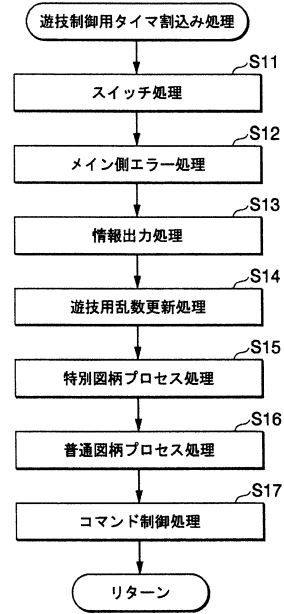 遊技制御用タイマ割込み処理
S11
スイッチ処理
S12
メイン側エラー処理
S13
情報出力処理
S14
遊技用乱数更新処理
S15
特別図柄プロセス処理
S16
普通図柄プロセス処理
S17
コマンド制御処理
リターン